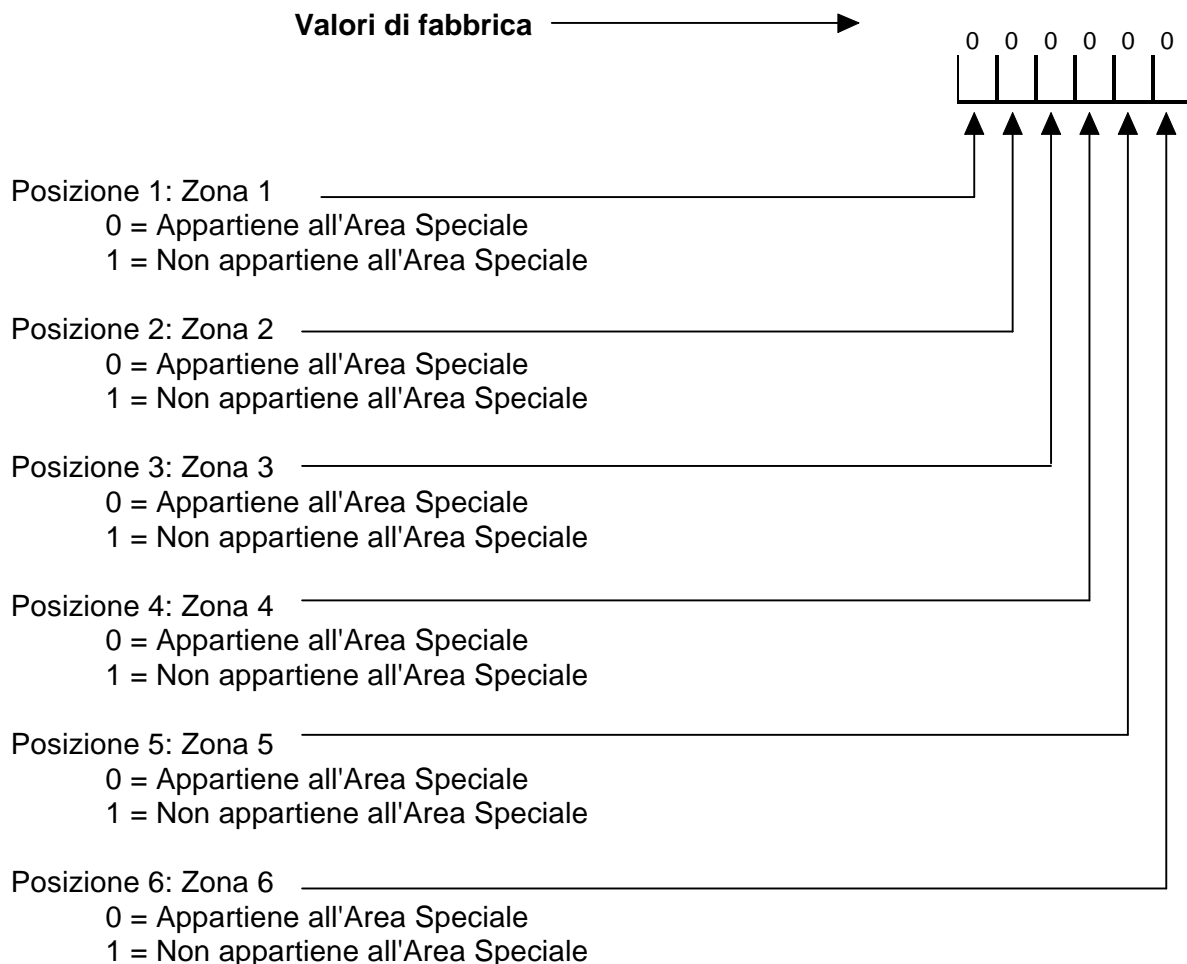 Valori di fabbrica
0 0 0 0 0 0
Posizione 1: Zona 1
0 = Appartiene all'Area Speciale
1 = Non appartiene all'Area Speciale
Posizione 2: Zona 2
0 = Appartiene all'Area Speciale
1 = Non appartiene all'Area Speciale
Posizione 3: Zona 3
0 = Appartiene all'Area Speciale
1 = Non appartiene all'Area Speciale
Posizione 4: Zona 4
0 = Appartiene all'Area Speciale
1 = Non appartiene all'Area Speciale
Posizione 5: Zona 5
0 = Appartiene all'Area Speciale
1 = Non appartiene all'Area Speciale
Posizione 6: Zona 6
0 = Appartiene all'Area Speciale
1 = Non appartiene all'Area Speciale